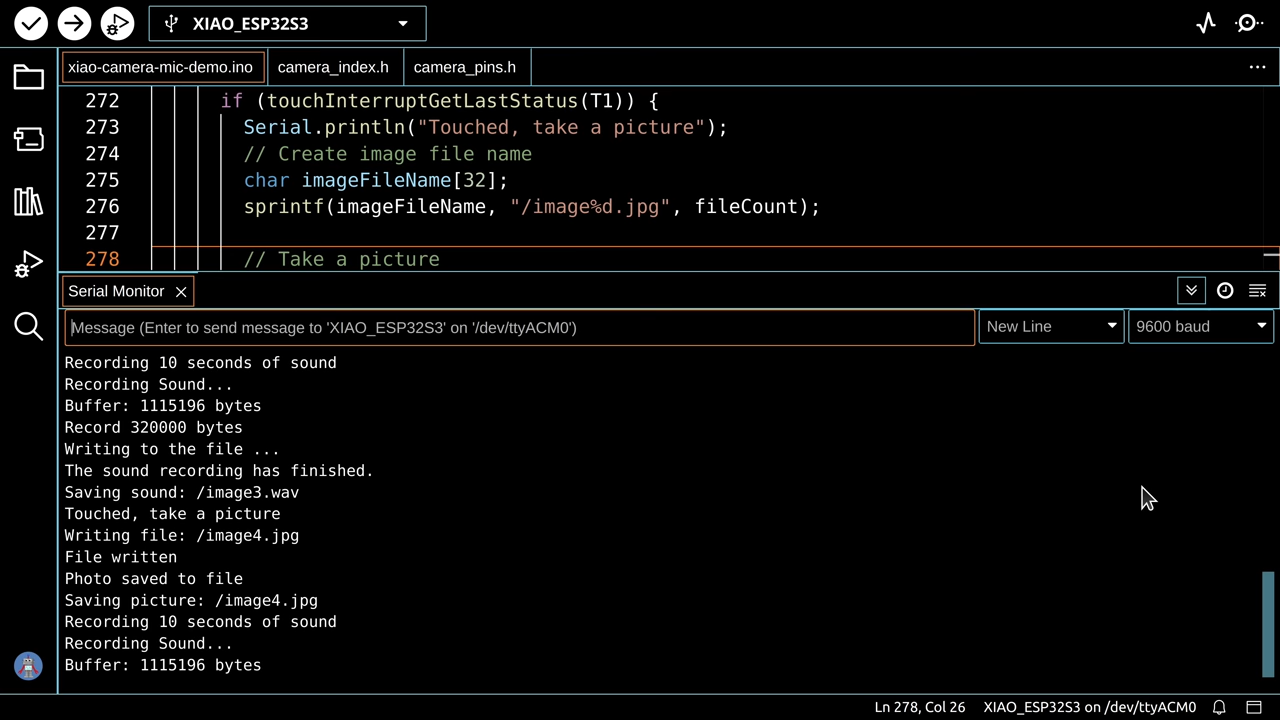 XIAO_ESP32S3
xiao-camera-mic-demo.ino
camera_index.h
camera_pins.h
272 if (touchInterruptGetLastStatus(T1)) {
273 Serial.println("Touched, take a picture");
274 // Create image file name
275 char imageFileName[32];
276 sprintf(imageFileName, "/image%d.jpg", fileCount);
277
278 // Take a picture
Serial Monitor
Message (Enter to send message to 'XIAO_ESP32S3' on '/dev/ttyACM0')
New Line
9600 baud
Recording 10 seconds of sound
Recording Sound...
Buffer: 1115196 bytes
Record 320000 bytes
Writing to the file ...
The sound recording has finished.
Saving sound: /image3.wav
Touched, take a picture
Writing file: /image4.jpg
File written
Photo saved to file
Saving picture: /image4.jpg
Recording 10 seconds of sound
Recording Sound...
Buffer: 1115196 bytes
Ln 278, Col 26
XIAO_ESP32S3 on /dev/ttyACM0